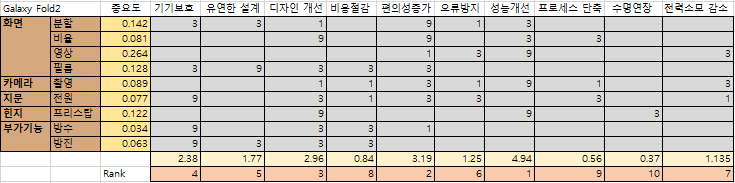 Galaxy Fold2 중요도 기기보호 유연한 설계 디자인 개선 비용절감 편의성증가 오류방지 성능개선 프로세스 단축 수명연장 전력소모 감소
화면 분할 0.142 3 3 1 9 1 3
비율 0.081 9 9 3 3
영상 0.264 1 3 9 3
필름 0.128 3 9 3 3 3
카메라 촬영 0.089 1 1 3 1 9 1 3
지문 전원 0.077 9 3 1 3 3 3 1
힌지 프리스탑 0.122 9 9 3
부가기능 방수 0.034 9 3 3 1
방진 0.063 9 3 3 3
2.38 1.77 2.96 0.84 3.19 1.25 4.94 0.56 0.37 1.135
Rank 4 5 3 8 2 6 1 9 10 7